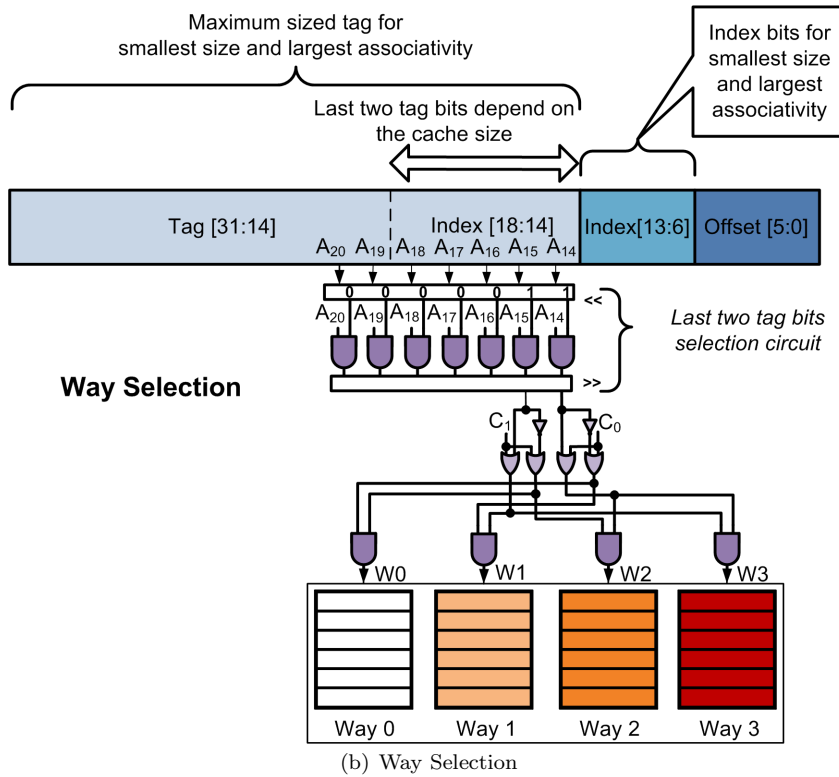 Maximum sized tag for
smallest size and largest associativity
Index bits for
smallest size
and largest
associativity
Last two tag bits depend on
the cache size
Tag [31:14]
Index [18:14]
Index[13:6]
Offset [5:0]
A20 A19 A18 A17 A16 A15 A14
0 0 0 0 0 1 1
<<
A20 A19 A18 A17 A16 A15 A14
Last two tag bits
selection circuit
Way Selection
>>
C1 C0
W0 W1 W2 W3
Way 0 Way 1 Way 2 Way 3
(b) Way Selection